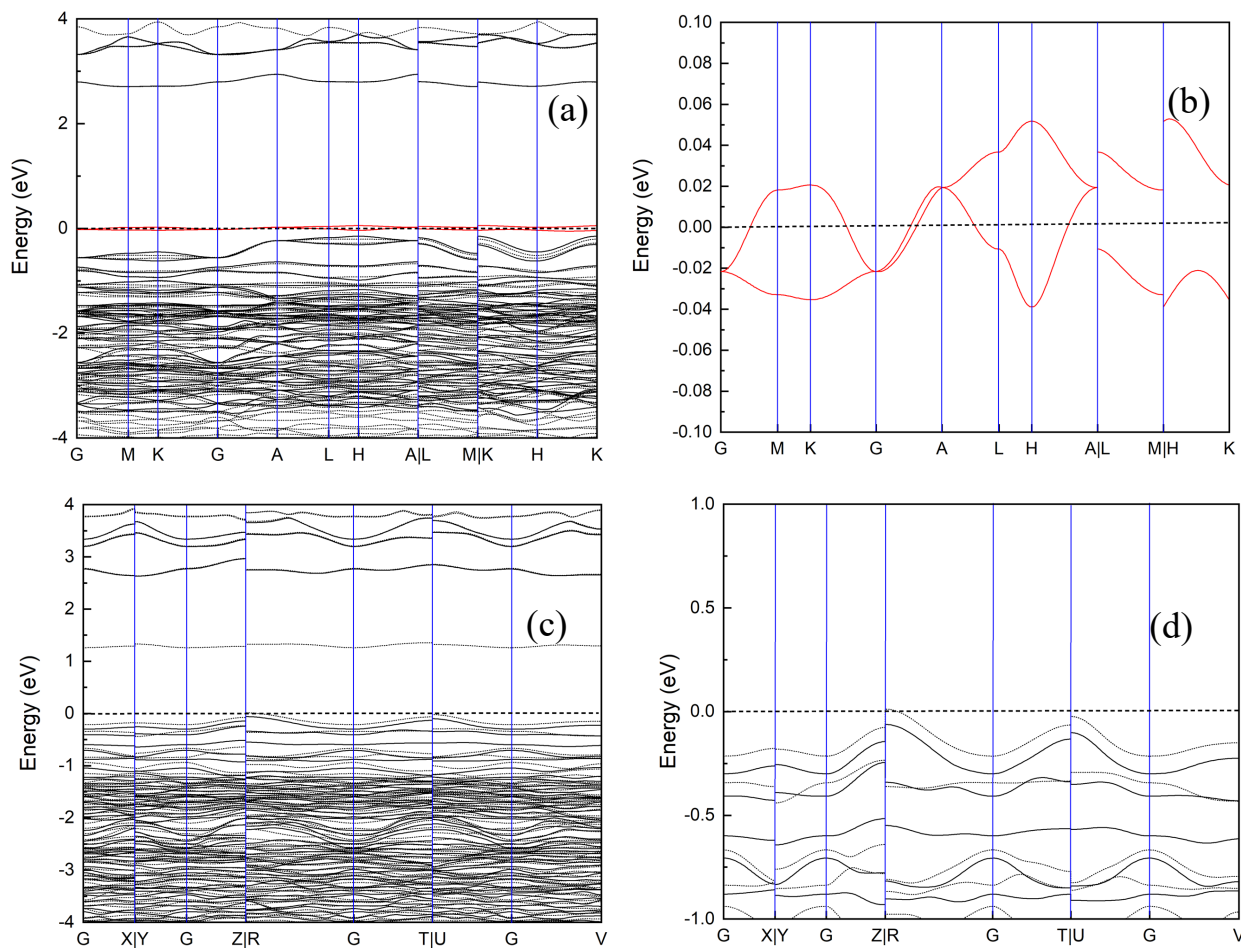 4
2
0
-2
-4
Energy (eV)
(a)
G M K G A L H A|L M|K H K
0.10
0.08
0.06
0.04
0.02
0.00
-0.02
-0.04
-0.06
-0.08
-0.10
Energy (eV)
(b)
G M K G A L H A|L M|H K
4
3
2
1
0
-1
-2
-3
-4
Energy (eV)
(c)
G X|Y G Z|R G T|U G V
1.0
0.5
0.0
-0.5
-1.0
Energy (eV)
(d)
G X|Y G Z|R G T|U G V